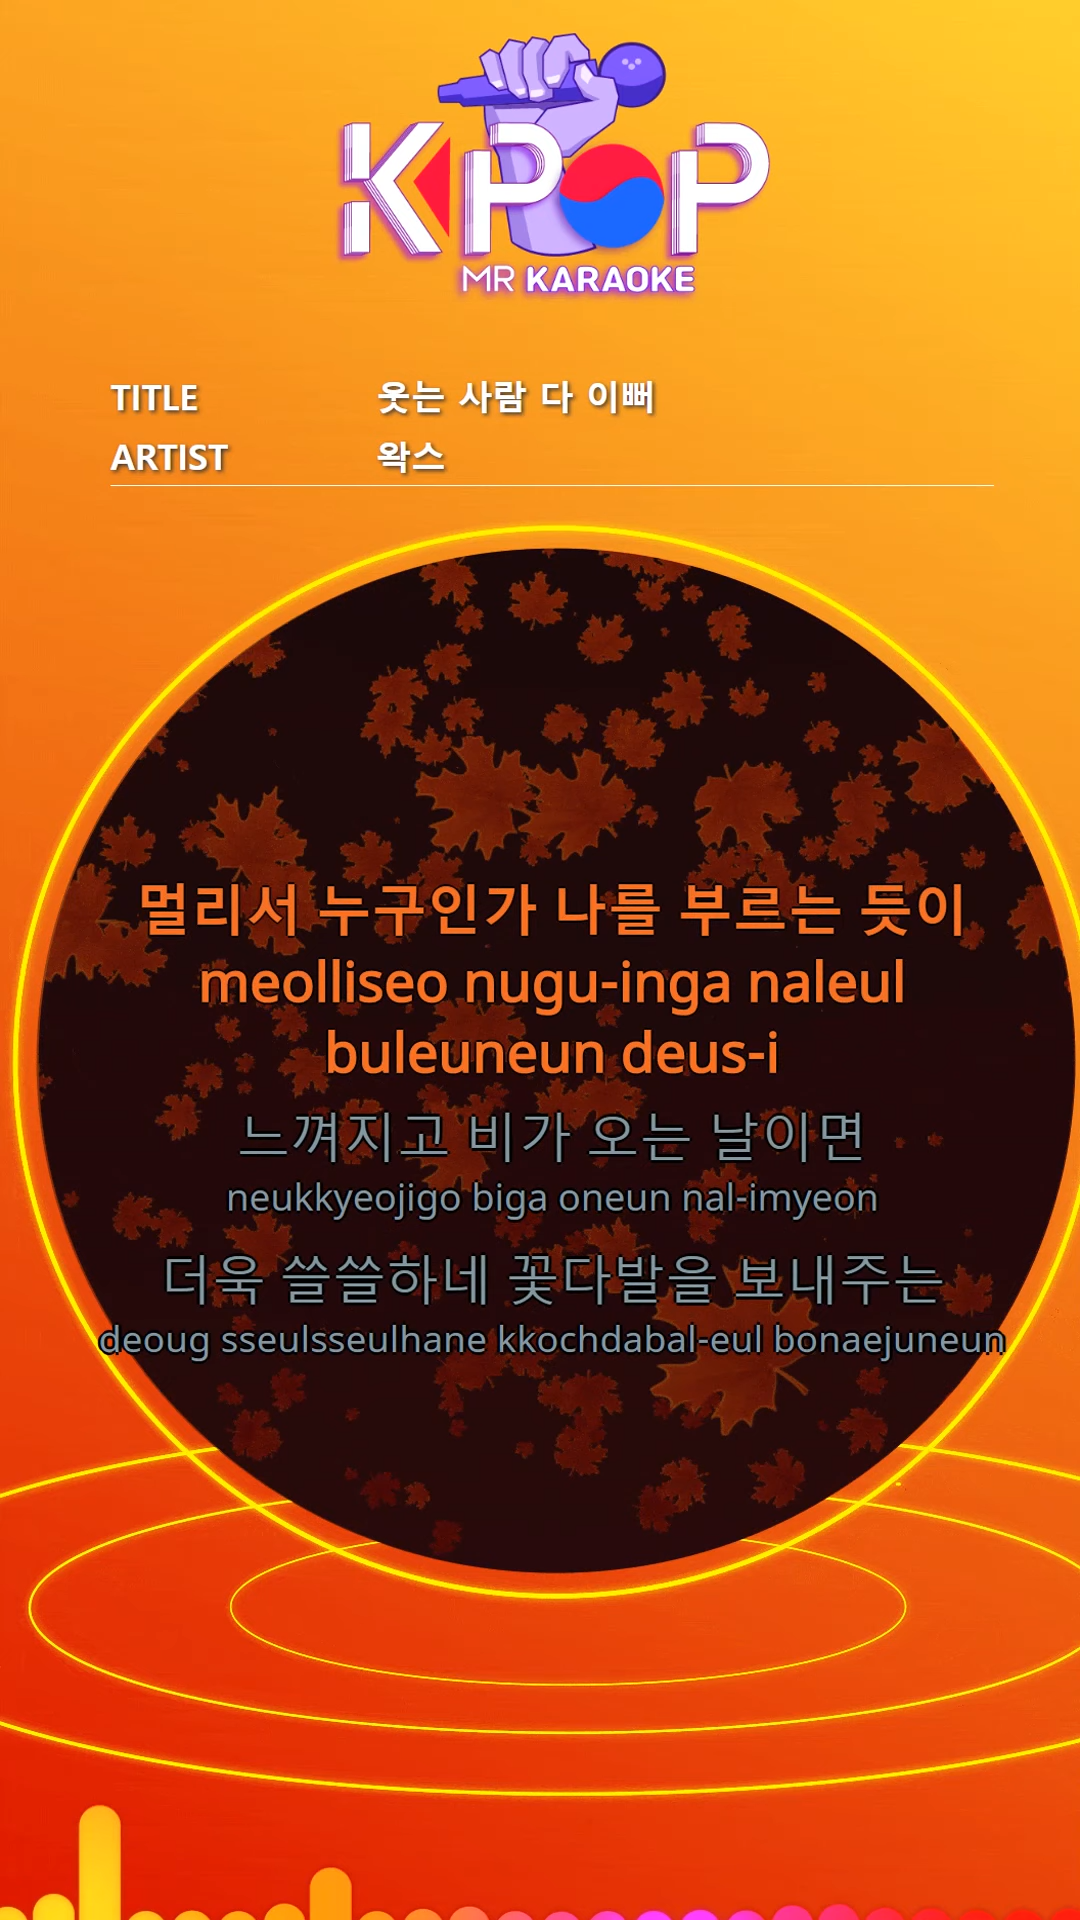 KPOP
MR KARAOKE
TITLE 웃는 사람 다 이뻐
ARTIST 왁스
멀리서 누구인가 나를 부르는 듯이
meolliseo nugu-inga naleul
buleuneun deus-i
느껴지고 비가 오는 날이면
neukkyeojigo biga oneun nal-imyeon
더욱 쓸쓸하네 꽃다발을 보내주는
deoug sseulsseulhane kkochdabal-eul bonaejuneun